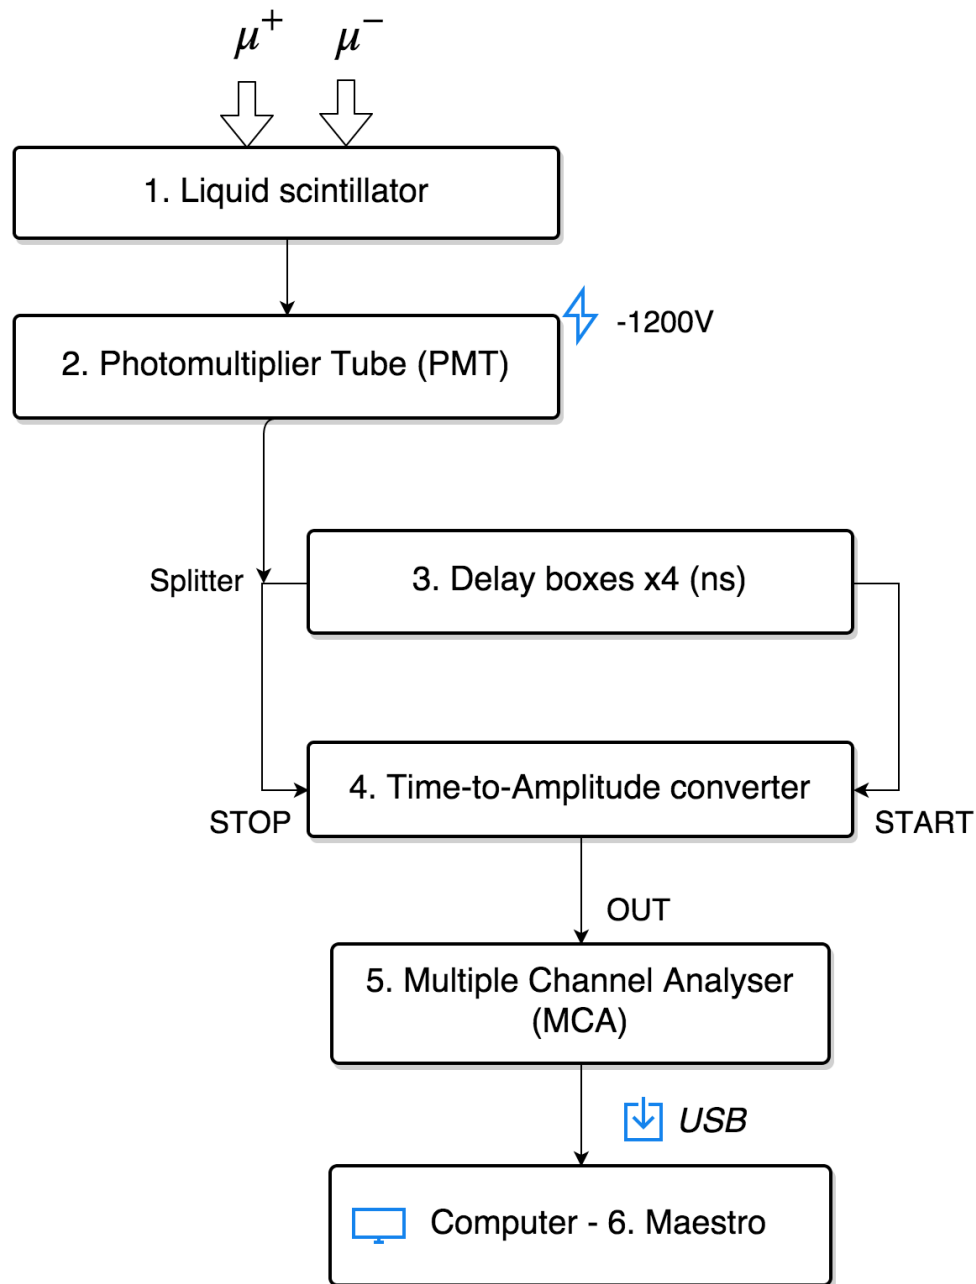 μ+ μ−
1. Liquid scintillator
2. Photomultiplier Tube (PMT)
-1200V
Splitter
3. Delay boxes x4 (ns)
4. Time-to-Amplitude converter
STOP
START
OUT
5. Multiple Channel Analyser
(MCA)
USB
Computer - 6. Maestro